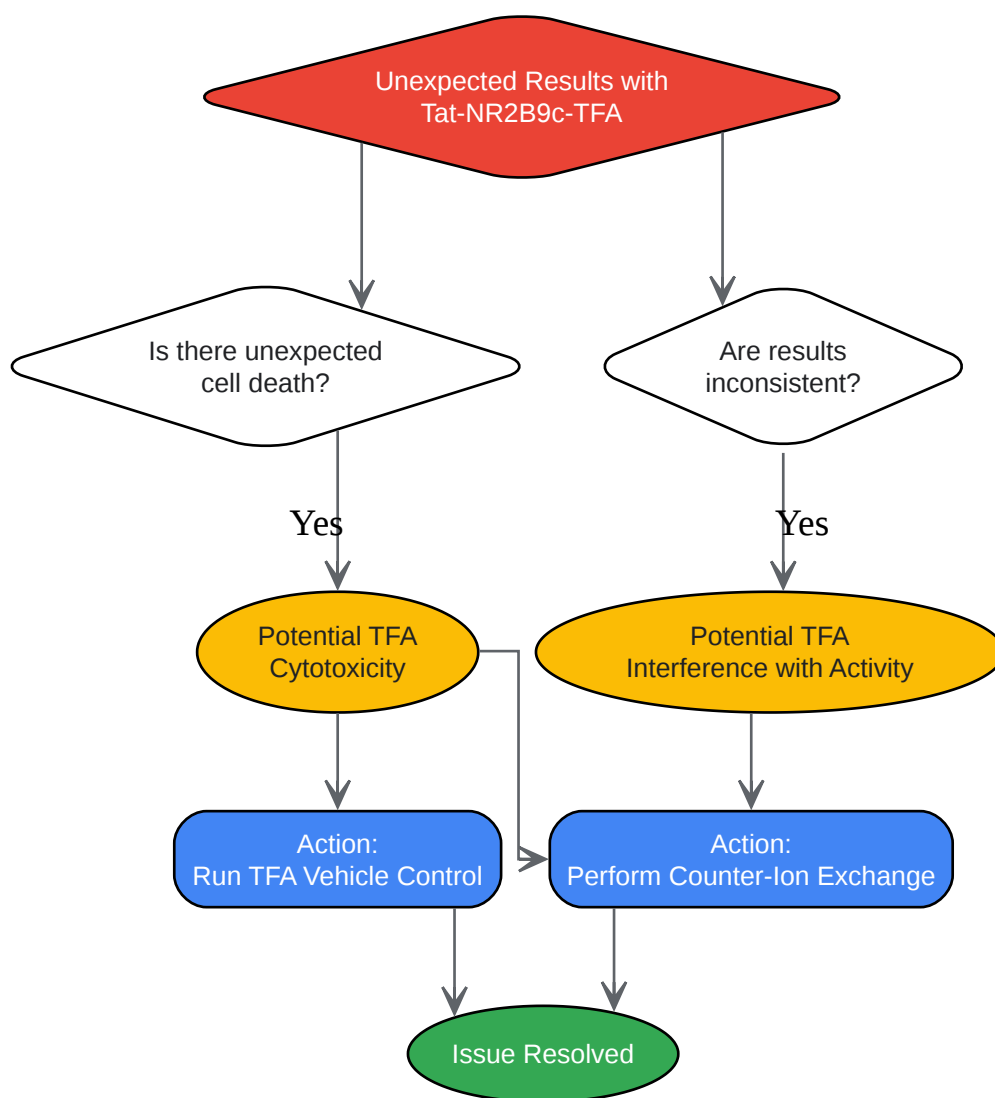 Unexpected Results with
Tat-NR2B9c-TFA
Is there unexpected
cell death?
Are results
inconsistent?
Yes
Yes
Potential TFA
Cytotoxicity
Potential TFA
Interference with Activity
Action:
Run TFA Vehicle Control
Action:
Perform Counter-Ion Exchange
Issue Resolved